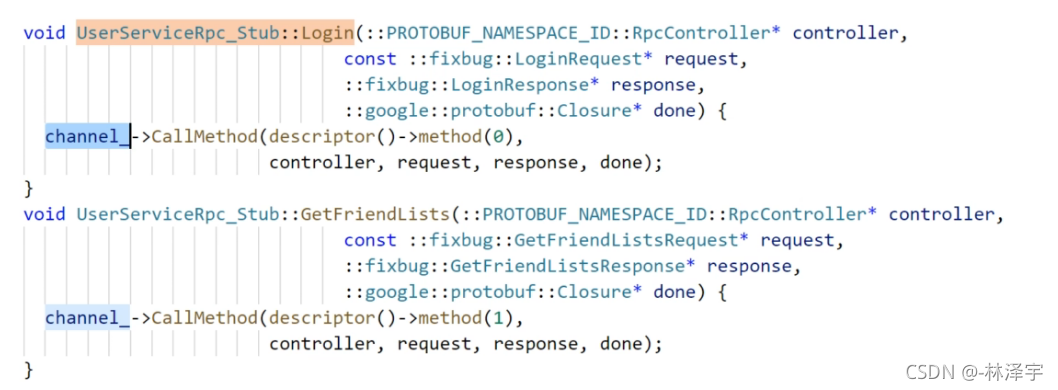 void UserServiceRpc_Stub::Login(::PROTOBUF_NAMESPACE_ID::RpcController* controller,
const ::fixbug::LoginRequest* request,
::fixbug::LoginResponse* response,
::google::protobuf::Closure* done) {
channel_->CallMethod(descriptor()->method(0),
controller, request, response, done);
}
void UserServiceRpc_Stub::GetFriendLists(::PROTOBUF_NAMESPACE_ID::RpcController* controller,
const ::fixbug::GetFriendListsRequest* request,
::fixbug::GetFriendListsResponse* response,
::google::protobuf::Closure* done) {
channel_->CallMethod(descriptor()->method(1),
controller, request, response, done);
}
CSDN @-林泽宇